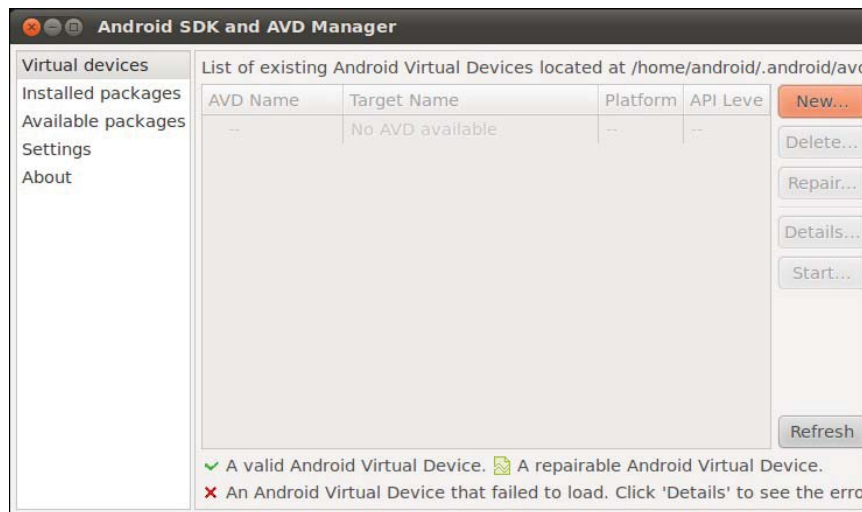 Android SDK and AVD Manager
Virtual devices
Installed packages
Available packages
Settings
About
List of existing Android Virtual Devices located at /home/android/.android/avd
AVD Name Target Name Platform API Leve
-- No AVD available -- --
New...
Delete...
Repair...
Details...
Start...
Refresh
A valid Android Virtual Device. A repairable Android Virtual Device.
An Android Virtual Device that failed to load. Click 'Details' to see the erro